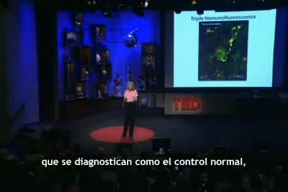 Triple Immunofluorescence
TED
que se diagnostican como el control normal,